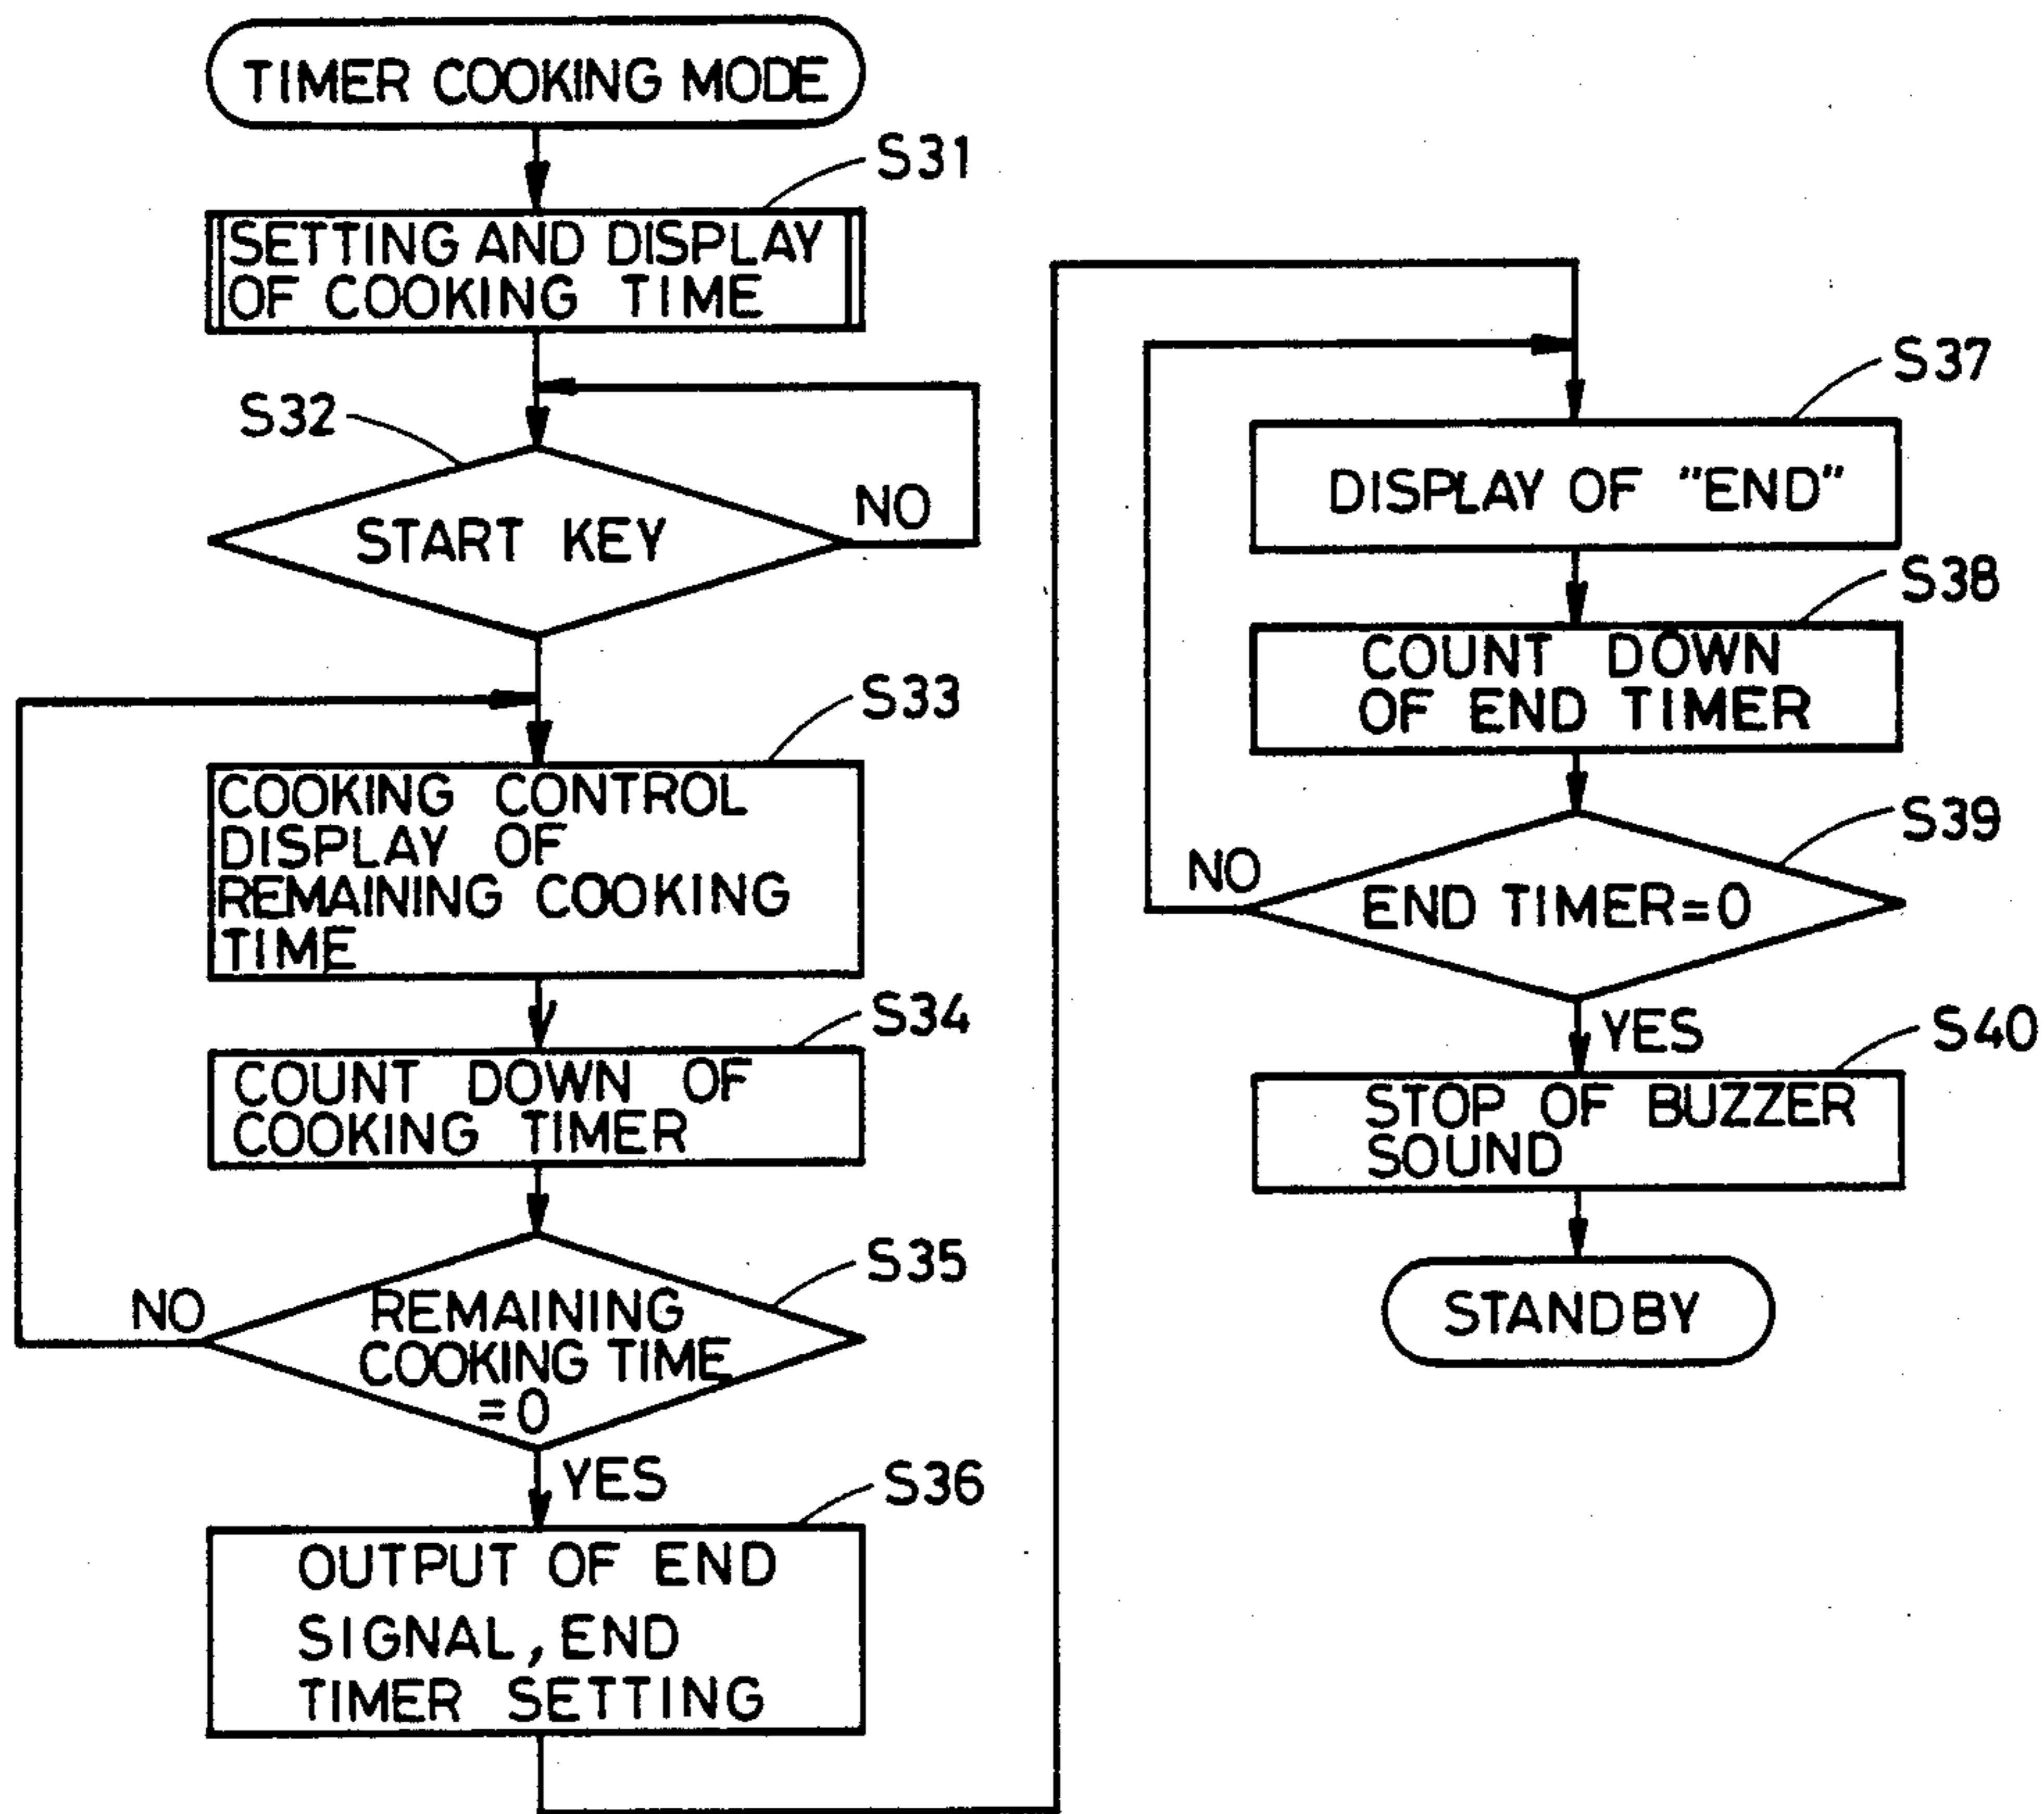 TIMER COOKING MODE
S31
SETTING AND DISPLAY
OF COOKING TIME
S32
START KEY
NO
S33
COOKING CONTROL
DISPLAY OF
REMAINING COOKING
TIME
S34
COUNT DOWN OF
COOKING TIMER
S35
NO
REMAINING
COOKING TIME
=0
YES
S36
OUTPUT OF END
SIGNAL, END
TIMER SETTING
S37
DISPLAY OF "END"
S38
COUNT DOWN
OF END TIMER
S39
NO
END TIMER=0
YES
S40
STOP OF BUZZER
SOUND
STANDBY